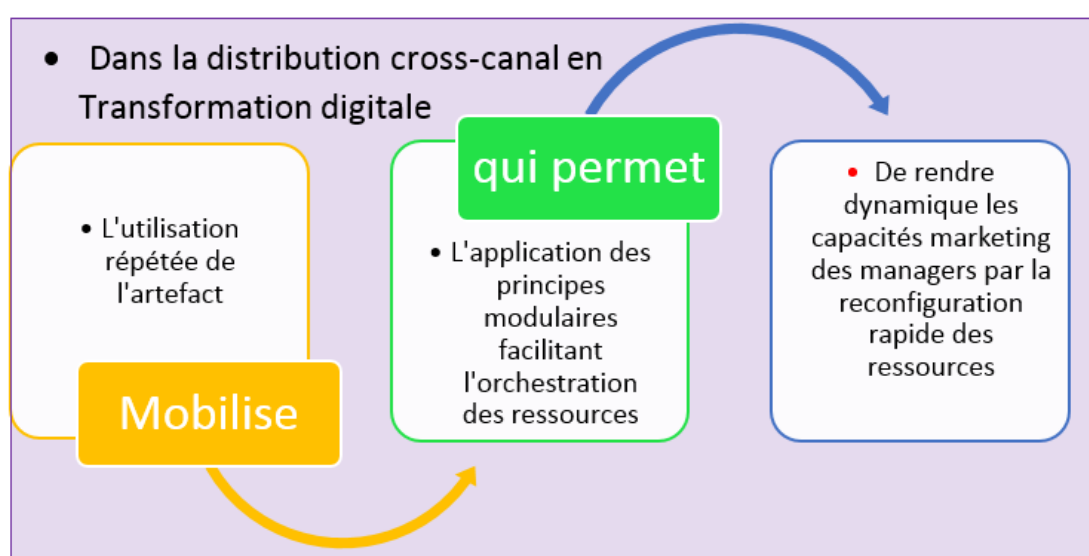 • Dans la distribution cross-canal en
Transformation digitale
• L'utilisation
répétée de
l'artefact
Mobilise
qui permet
• L'application des
principes
modulaires
facilitant
l'orchestration
des ressources
• De rendre
dynamique les
capacités marketing
des managers par la
reconfiguration
rapide des
ressources